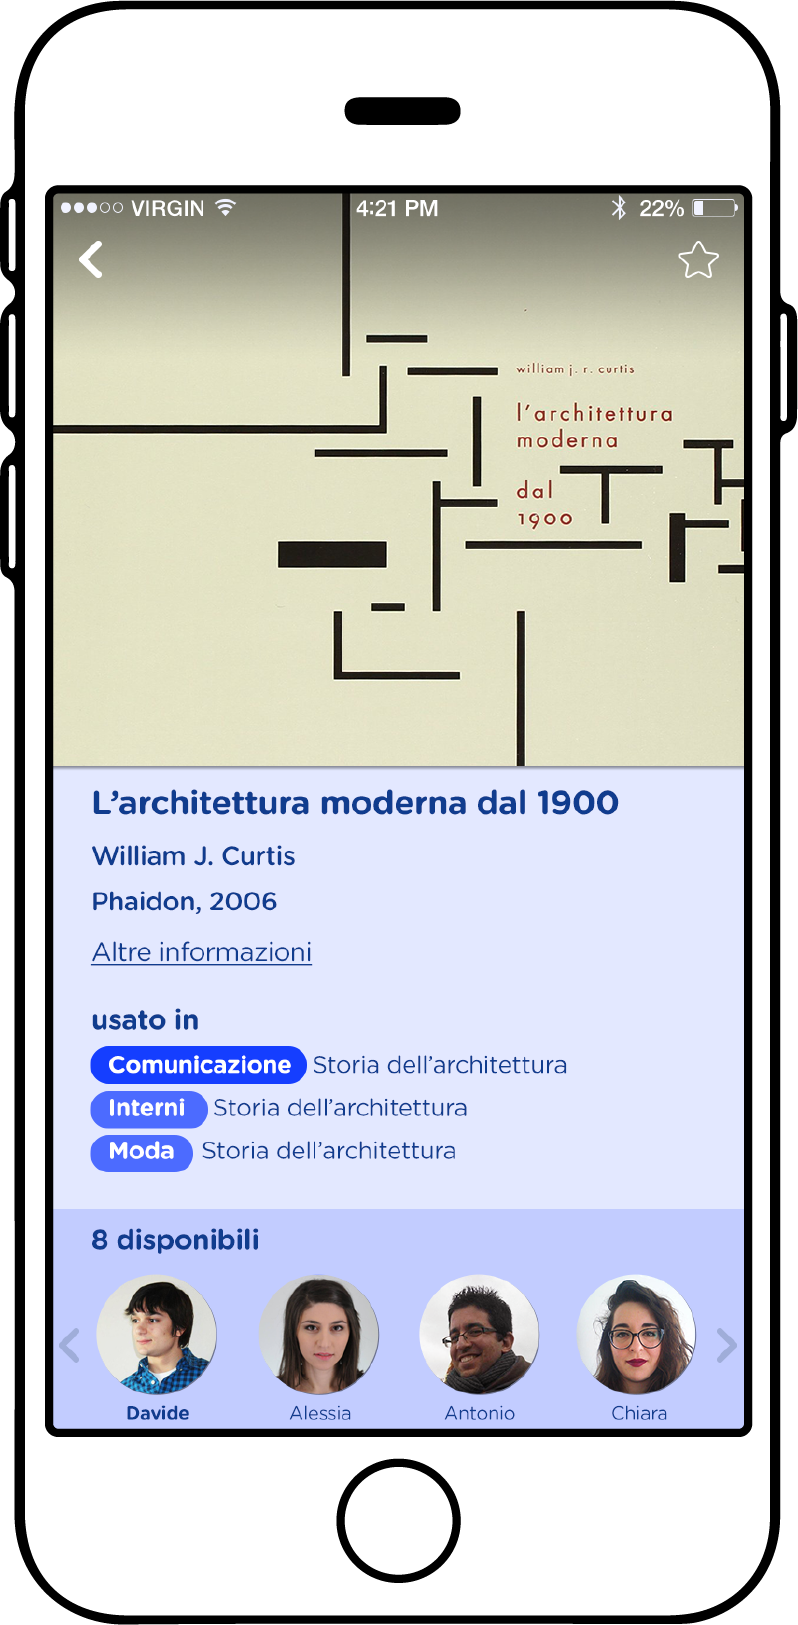 VIRGIN 4:21 PM 22%
william j. r. curtis
l'architettura
moderna
dal
1900
L’architettura moderna dal 1900
William J. Curtis
Phaidon, 2006
Altre informazioni
usato in
Comunicazione Storia dell’architettura
Interni Storia dell’architettura
Moda Storia dell’architettura
8 disponibili
Davide Alessia Antonio Chiara